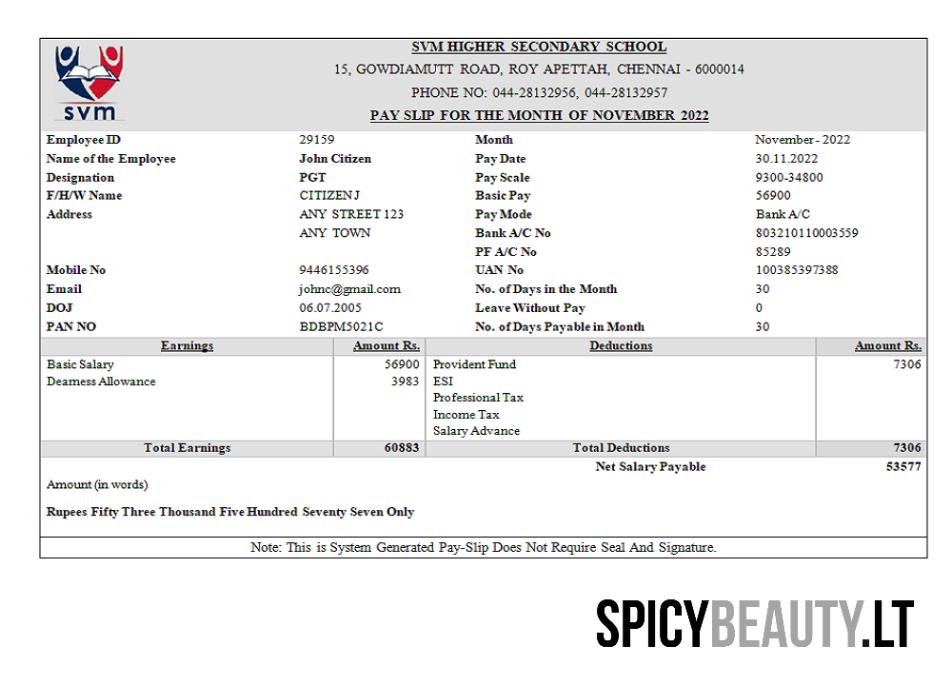 svm
SVM HIGHER SECONDARY SCHOOL
15, GOWDIAMUTT ROAD, ROY APETTAH, CHENNAI - 6000014
PHONE NO: 044-28132956, 044-28132957
PAY SLIP FOR THE MONTH OF NOVEMBER 2022
Employee ID 29159 Month November- 2022
Name of the Employee John Citizen Pay Date 30.11.2022
Designation PGT Pay Scale 9300-34800
F/H/W Name CITIZEN J Basic Pay 56900
Address ANY STREET 123 Pay Mode Bank A/C
ANY TOWN Bank A/C No 803210110003559
PF A/C No 85289
Mobile No 9446155396 UAN No 100385397388
Email johnc@gmail.com No. of Days in the Month 30
DOJ 06.07.2005 Leave Without Pay 0
PAN NO BDBPM5021C No. of Days Payable in Month 30
Earnings Amount Rs. Deductions Amount Rs.
Basic Salary 56900 Provident Fund 7306
Dearness Allowance 3983 ESI
Professional Tax
Income Tax
Salary Advance
Total Earnings 60883 Total Deductions 7306
Net Salary Payable 53577
Amount (in words)
Rupees Fifty Three Thousand Five Hundred Seventy Seven Only
Note: This is System Generated Pay-Slip Does Not Require Seal And Signature.
SPICYBEAUTY.LT